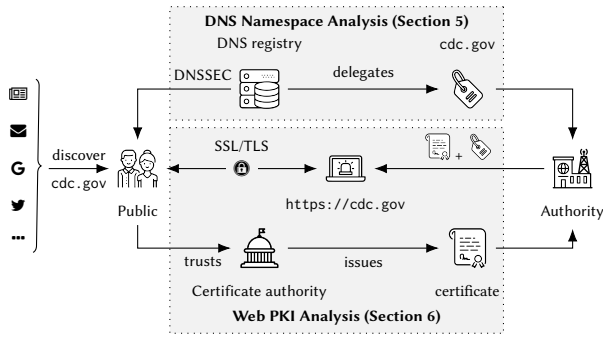 DNS Namespace Analysis (Section 5)
DNS registry
cdc.gov
DNSSEC
delegates
discover
cdc.gov
SSL/TLS
+
G
Public
https://cdc.gov
Authority
trusts
issues
Certificate authority
certificate
Web PKI Analysis (Section 6)